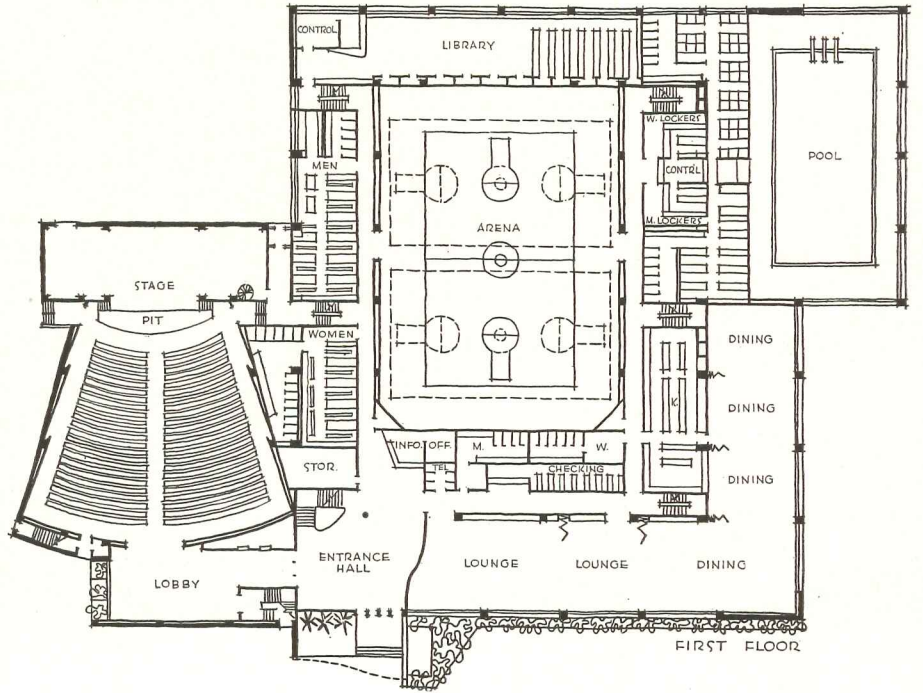 CONTROL
LIBRARY
W. LOCKERS
MEN
CONT'R'L
POOL
M. LOCKERS
ARENA
STAGE
PIT
WOMEN
DINING
K.
DINING
INFO. OFF.
M.
W.
STOR.
TEL
CHECKING
DINING
ENTRANCE
HALL
LOUNGE
LOUNGE
DINING
LOBBY
FIRST FLOOR